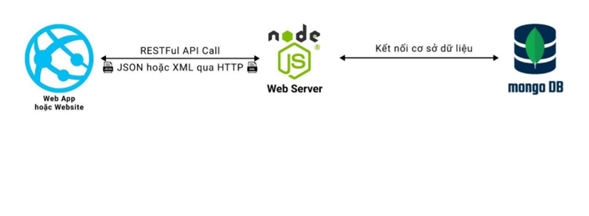 RESTFul API Call
JSON hoặc XML qua HTTP
Web App
hoặc Website
node
JS
®
Web Server
Kết nối cơ sở dữ liệu
mongo DB